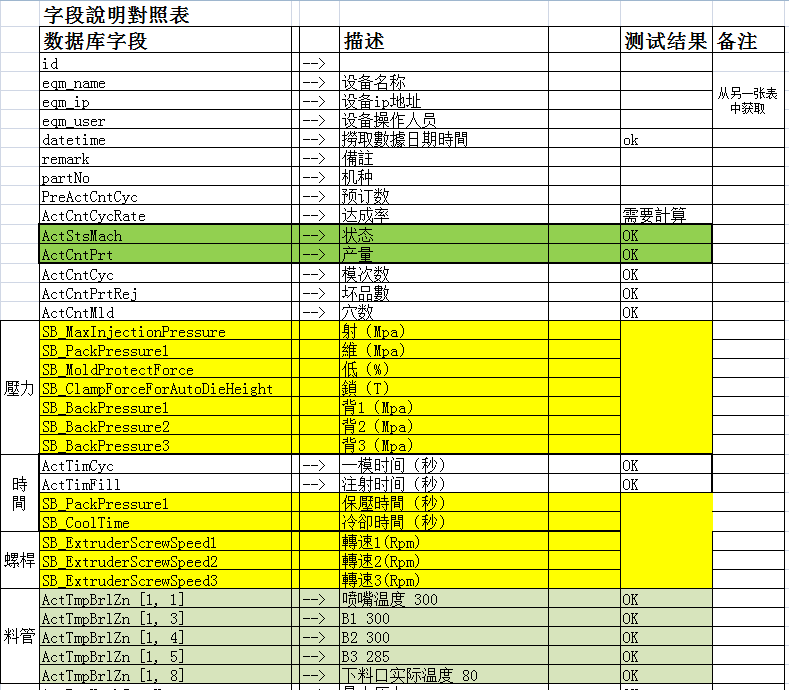 字段說明對照表
数据库字段 描述 测试结果 备注
id -->
eqm_name --> 设备名称
eqm_ip --> 设备ip地址
从另一张表
中获取
eqm_user --> 设备操作人员
datetime --> 撈取數據日期時間 ok
remark --> 備註
partNo --> 机种
PreActCntCyc --> 预订数
ActCntCycRate --> 达成率 需要計算
ActStsMach --> 状态 OK
ActCntPrt --> 产量 OK
ActCntCyc --> 模次数 OK
ActCntPrtRej --> 坏品數 OK
ActCntMld --> 穴数 OK
壓力
SB_MaxInjectionPressure 射（Mpa）
SB_PackPressure1 維（Mpa）
SB_MoldProtectForce 低（%）
SB_ClampForceForAutoDieHeight 鎖（T）
SB_BackPressure1 背1（Mpa）
SB_BackPressure2 背2（Mpa）
SB_BackPressure3 背3（Mpa）
時
間
ActTimCyc --> 一模时间（秒） OK
ActTimFill --> 注射时间（秒） OK
SB_PackPressure1 保壓時間（秒）
SB_CoolTime 冷卻時間（秒）
螺桿
SB_ExtruderScrewSpeed1 轉速1(Rpm)
SB_ExtruderScrewSpeed2 轉速2(Rpm)
SB_ExtruderScrewSpeed3 轉速3(Rpm)
料管
ActTmpBrlZn [1, 1] --> 喷嘴温度 300 OK
ActTmpBrlZn [1, 3] --> B1 300 OK
ActTmpBrlZn [1, 4] --> B2 300 OK
ActTmpBrlZn [1, 5] --> B3 285 OK
ActTmpBrlZn [1, 8] --> 下料口实际温度 80 OK